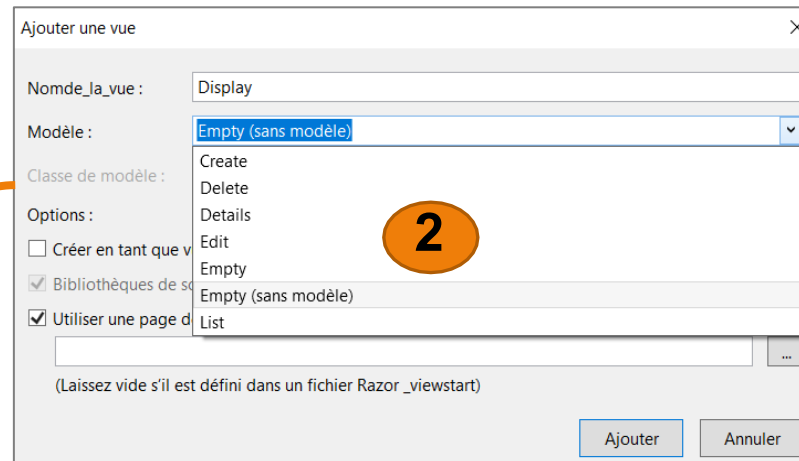 Ajouter une vue
Nomde_la_vue :
Display
Modèle :
Empty (sans modèle)
Classe de modèle :
Create
Delete
Options :
Details
Créer en tant que v
Edit
Empty
Bibliothèques de sc
Empty (sans modèle)
Utiliser une page d
List
2
...
(Laissez vide s'il est défini dans un fichier Razor _viewstart)
Ajouter
Annuler